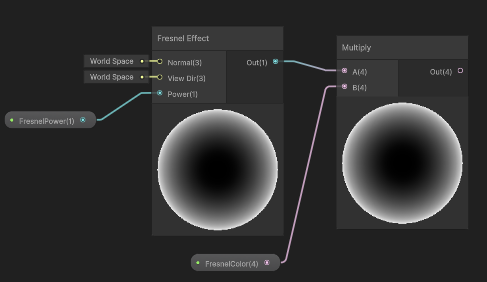 Fresnel Effect
World Space
Normal(3)
Out(1)
World Space
View Dir(3)
Power(1)
FresnelPower(1)
Multiply
A(4)
Out(4)
B(4)
FresnelColor(4)